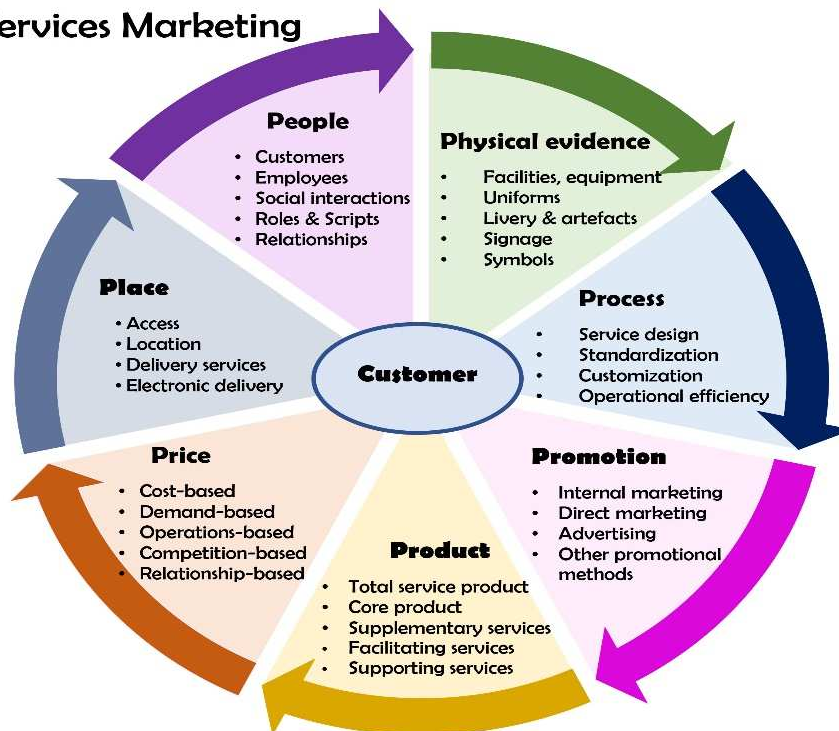 ervices Marketing
People
• Customers
• Employees
• Social interactions
• Roles & Scripts
• Relationships
Physical evidence
• Facilities, equipment
• Uniforms
• Livery & artefacts
• Signage
• Symbols
Process
• Service design
• Standardization
• Customization
• Operational efficiency
Promotion
• Internal marketing
• Direct marketing
• Advertising
• Other promotional
methods
Product
• Total service product
• Core product
• Supplementary services
• Facilitating services
• Supporting services
Price
• Cost-based
• Demand-based
• Operations-based
• Competition-based
• Relationship-based
Place
• Access
• Location
• Delivery services
• Electronic delivery
Customer